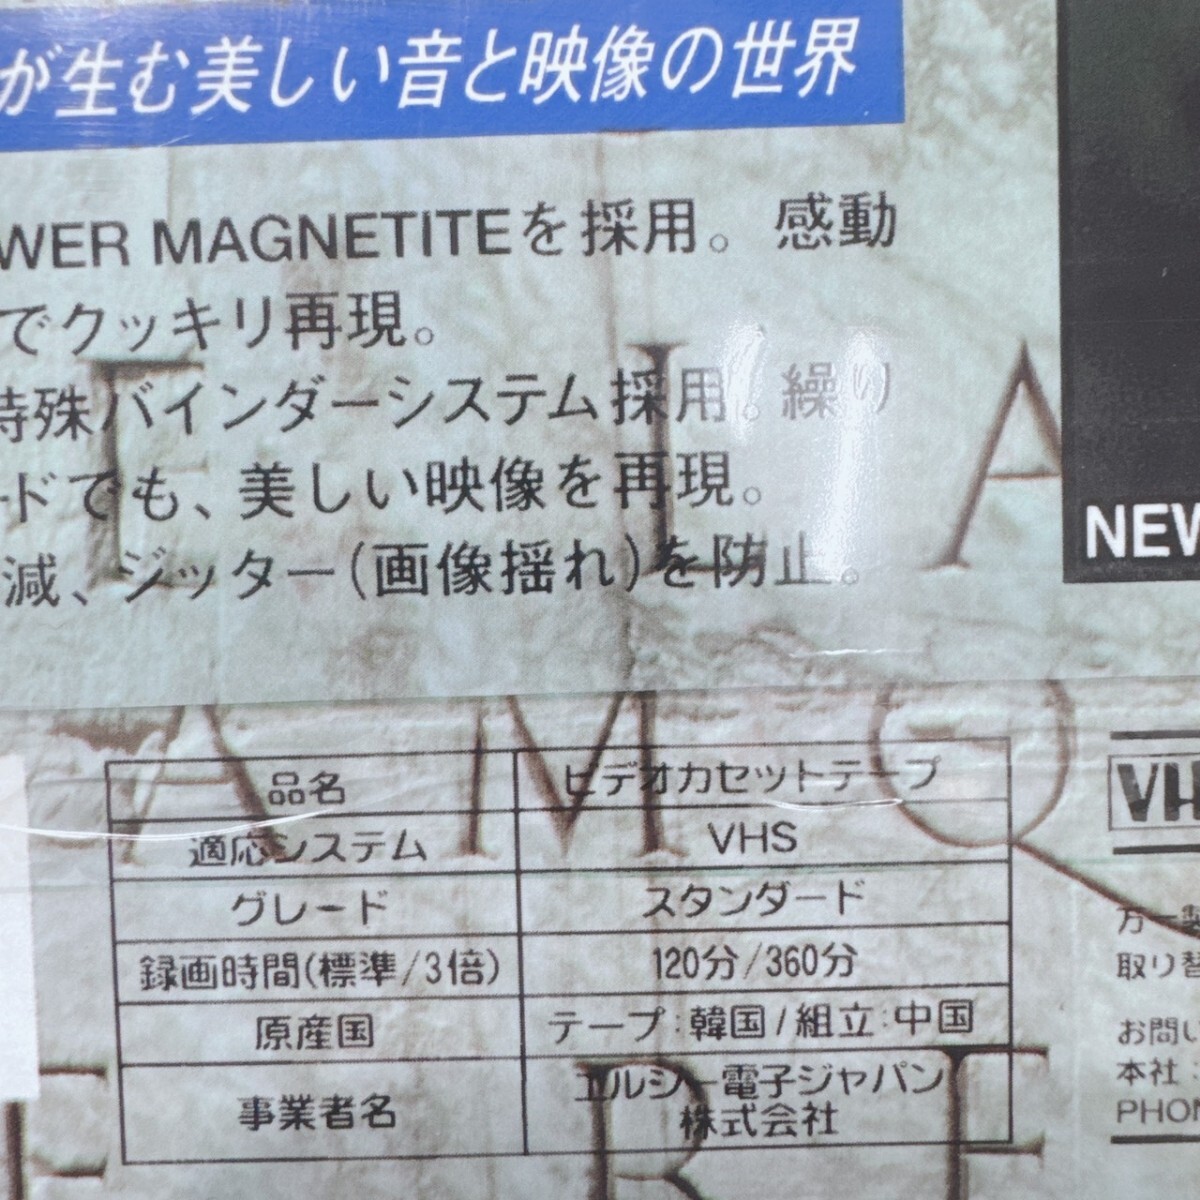 が生む美しい音と映像の世界
WER MAGNETITEを採用。感動
でクッキリ再現。
特殊バインダーシステム採用。繰り
ードでも、美しい映像を再現。
減、ジッター(画像揺れ)を防止。
NEW
品名 ビデオカセットテープ
適応システム VHS
グレード スタンダード
録画時間(標準/3倍) 120分/360分
原産国 テープ:韓国/組立:中国
事業者名 エルジー電子ジャパン
株式会社
VH
万一製
取り替
お問い
本社:
PHON